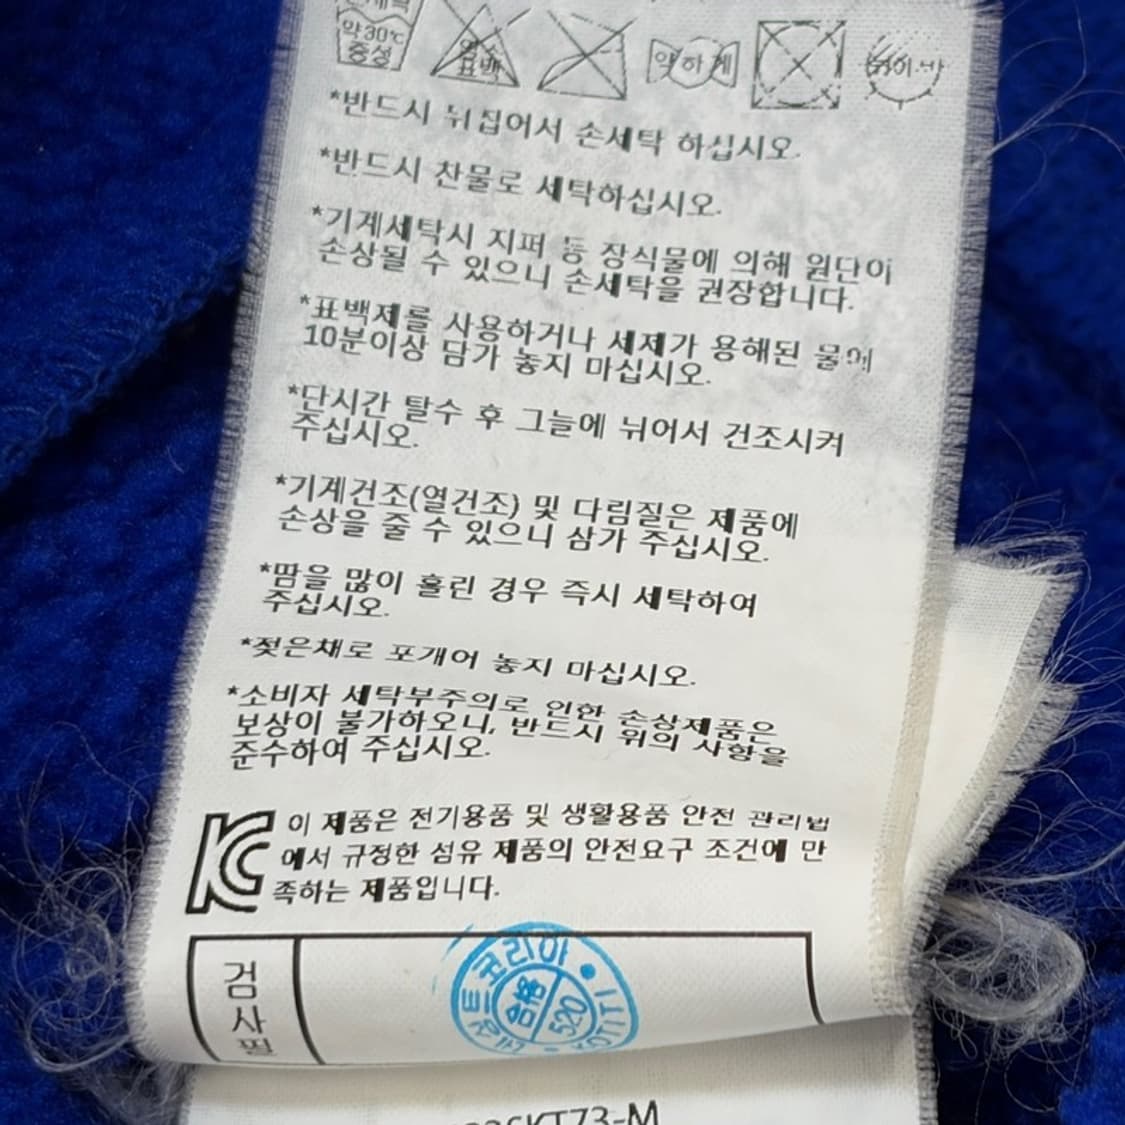 약30℃
중성
염소
표백
약하게
*반드시 뒤집어서 손세탁 하십시오.
*반드시 찬물로 세탁하십시오.
*기계세탁시 지퍼 등 장식물에 의해 원단이
손상될 수 있으니 손세탁을 권장합니다.
*표백제를 사용하거나 세제가 용해된 물에
10분이상 담가 놓지 마십시오.
*단시간 탈수 후 그늘에 뉘어서 건조시켜
주십시오.
*기계건조(열건조) 및 다림질은 제품에
손상을 줄 수 있으니 삼가 주십시오.
*땀을 많이 흘린 경우 즉시 세탁하여
주십시오.
*젖은채로 포개어 놓지 마십시오.
*소비자 세탁부주의로 인한 손상제품은
보상이 불가하오니, 반드시 위의 사항을
준수하여 주십시오.
KC 이 제품은 전기용품 및 생활용품 안전 관리법
에서 규정한 섬유 제품의 안전요구 조건에 만
족하는 제품입니다.
검사필
코리아
合格
520
KOTITI
KT73-M